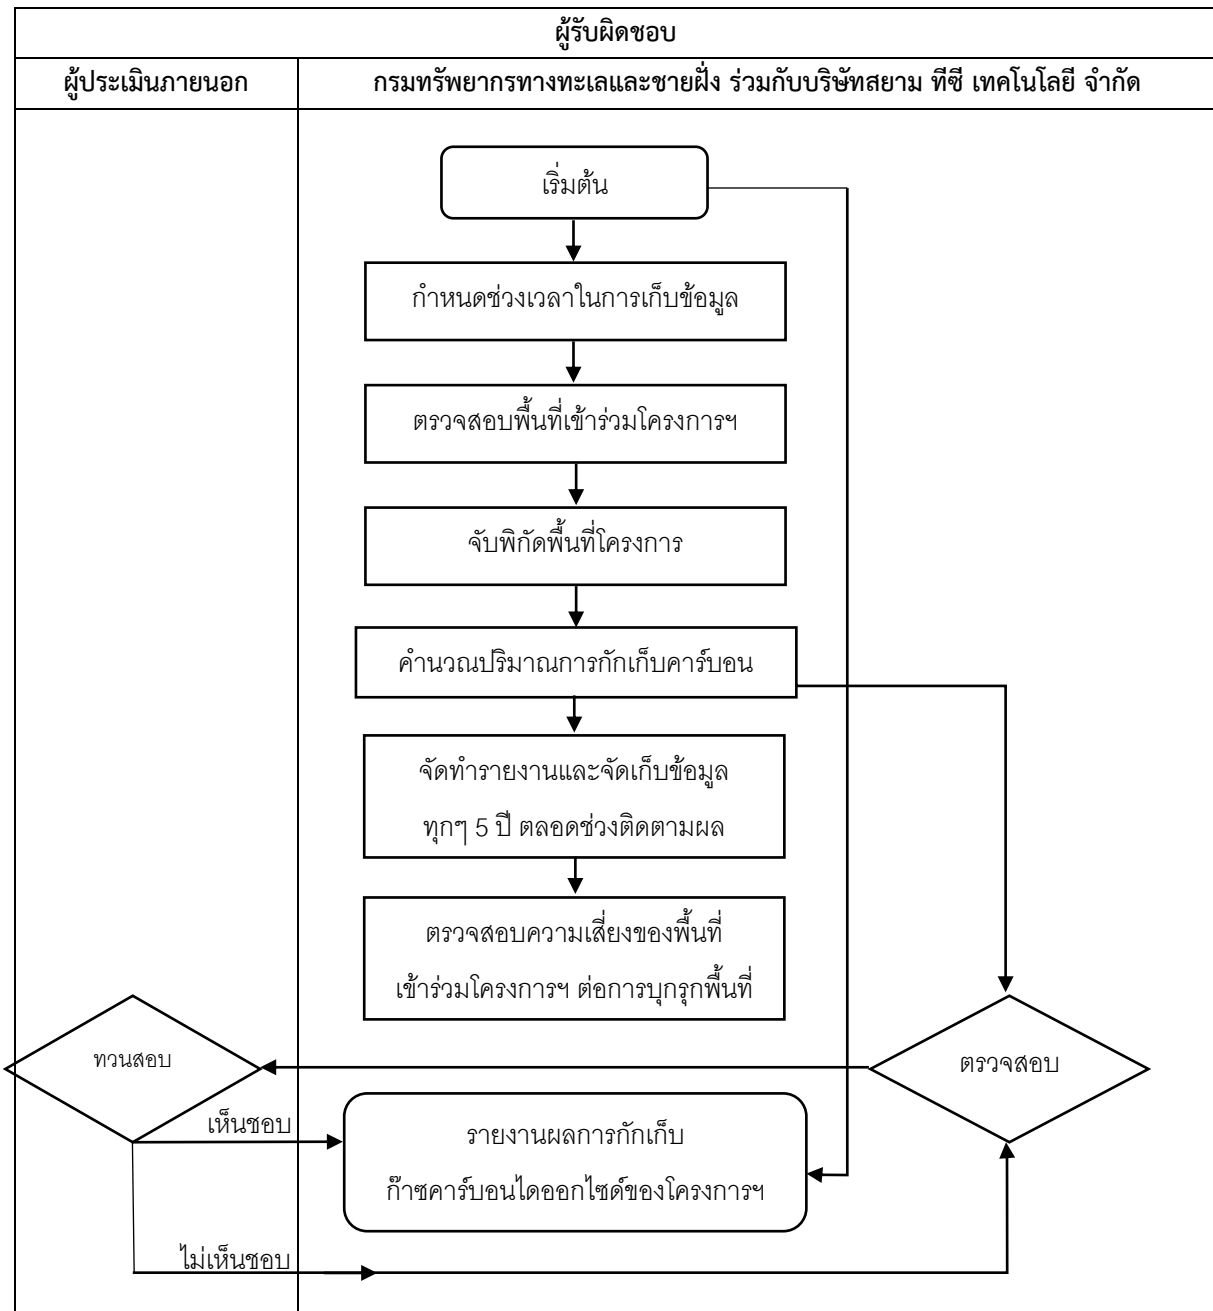 ผู้รับผิดชอบ
ผู้ประเมินภายนอก
กรมทรัพยากรทางทะเลและชายฝั่ง ร่วมกับบริษัทสยาม ทีซี เทคโนโลยี จำกัด
เริ่มต้น
กำหนดช่วงเวลาในการเก็บข้อมูล
ตรวจสอบพื้นที่เข้าร่วมโครงการฯ
จับพิกัดพื้นที่โครงการ
คำนวณปริมาณการกักเก็บคาร์บอน
จัดทำรายงานและจัดเก็บข้อมูล
ทุกๆ 5 ปี ตลอดช่วงติดตามผล
ตรวจสอบความเสี่ยงของพื้นที่
เข้าร่วมโครงการฯ ต่อการบุกรุกพื้นที่
ทวนสอบ
ตรวจสอบ
เห็นชอบ
รายงานผลการกักเก็บ
ก๊าซคาร์บอนไดออกไซด์ของโครงการฯ
ไม่เห็นชอบ